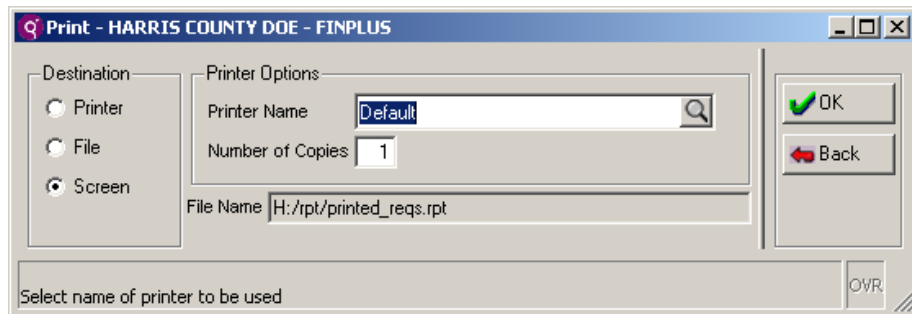 Print - HARRIS COUNTY DOE - FINPLUS
Destination
Printer
File
Screen
Printer Options
Printer Name Default
Number of Copies 1
File Name H:/rpt/printed_reqs.rpt
OK
Back
Select name of printer to be used
OVR